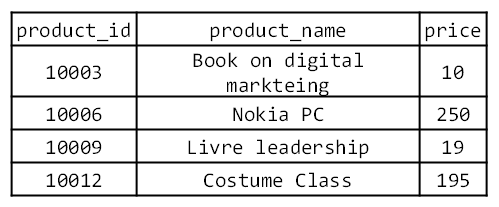 product_id product_name price
10003 Book on digital markteing 10
10006 Nokia PC 250
10009 Livre leadership 19
10012 Costume Class 195